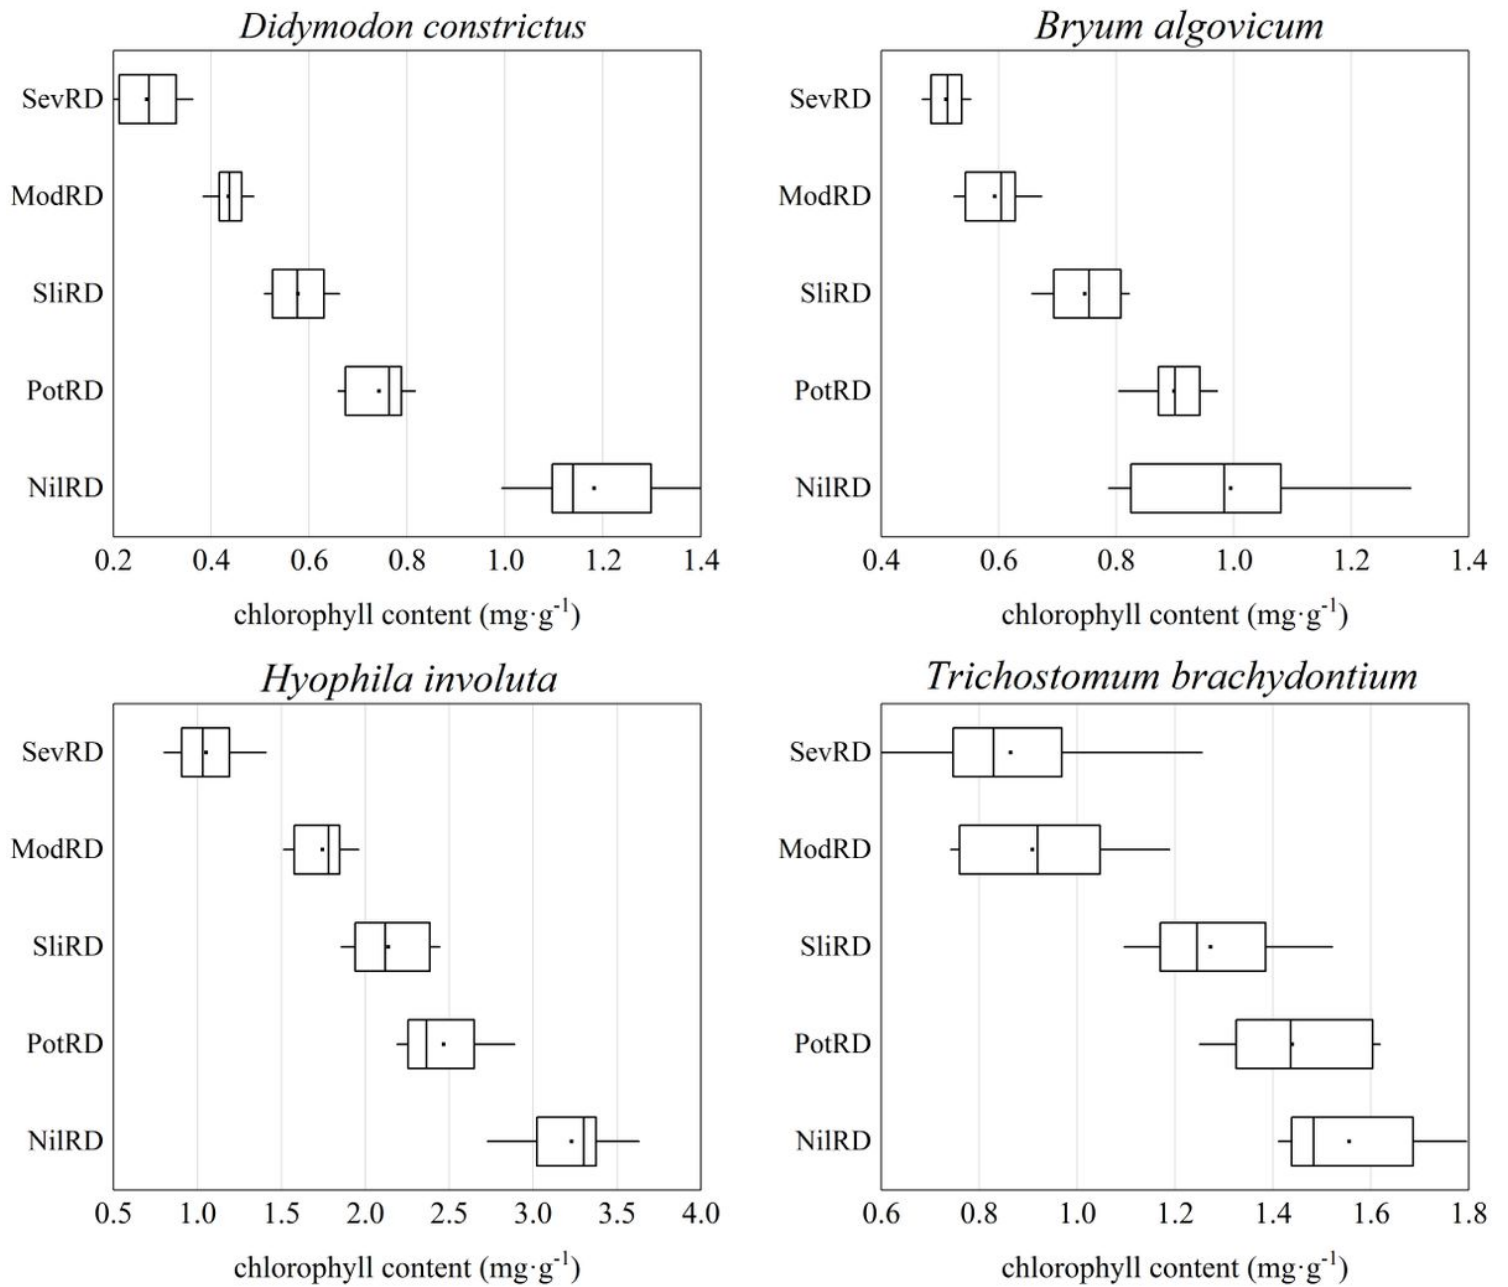 Didymodon constrictus
SevRD
ModRD
SliRD
PotRD
NilRD
0.2 0.4 0.6 0.8 1.0 1.2 1.4
chlorophyll content (mg·g⁻¹)
Bryum algovicum
SevRD
ModRD
SliRD
PotRD
NilRD
0.4 0.6 0.8 1.0 1.2 1.4
chlorophyll content (mg·g⁻¹)
Hyophila involuta
SevRD
ModRD
SliRD
PotRD
NilRD
0.5 1.0 1.5 2.0 2.5 3.0 3.5 4.0
chlorophyll content (mg·g⁻¹)
Trichostomum brachydontium
SevRD
ModRD
SliRD
PotRD
NilRD
0.6 0.8 1.0 1.2 1.4 1.6 1.8
chlorophyll content (mg·g⁻¹)